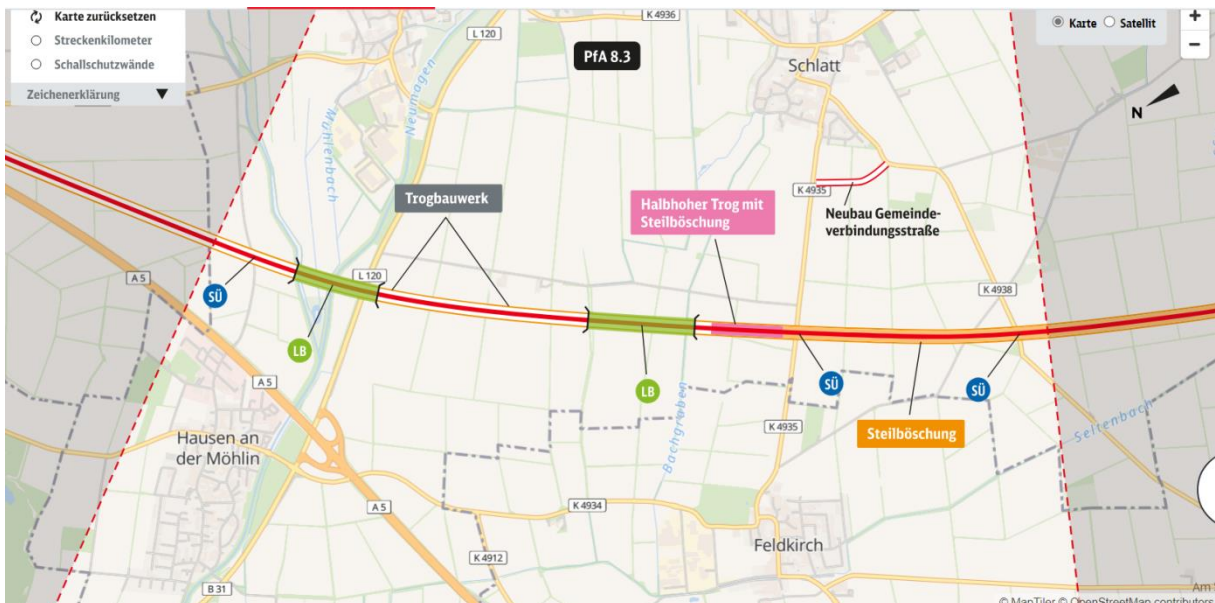 Karte zurücksetzen
Streckenkilometer
Schallschutzwände
Zeichenerklärung
K 4936
L 120
PfA 8.3
Schlatt
Karte
Satellit
+
−
N
Mühlenbach
Neumagen
Trogbauwerk
Halbhoher Trog mit
Steilböschung
K 4935
Neubau Gemeinde-
verbindungsstraße
A 5
SÜ
L 120
K 4938
LB
LB
SÜ
SÜ
A 5
Hausen an
der Möhlin
Bachgraben
K 4935
Steilböschung
Seltenbach
A 5
K 4934
K 4912
Feldkirch
B 31
Am
© MapTiler © OpenStreetMap contributors